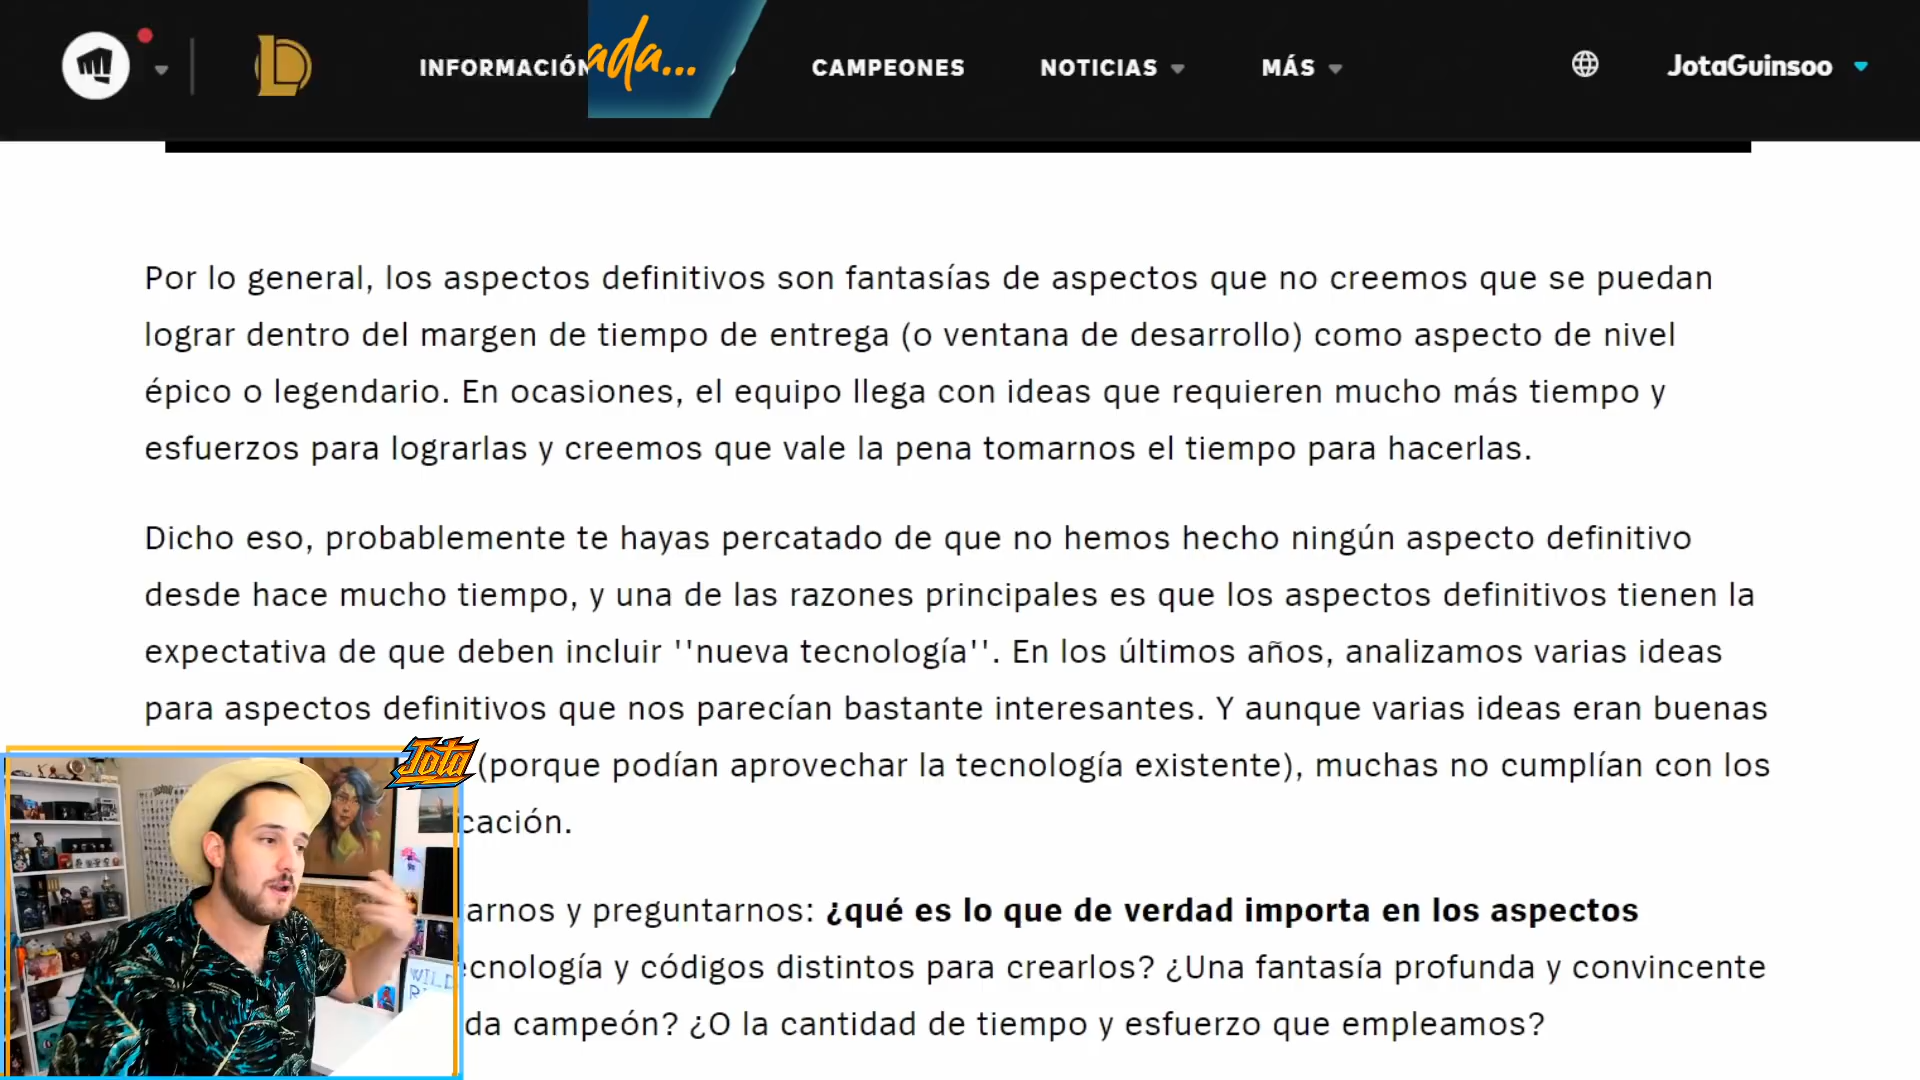 INFORMACIÓN
ada...
CAMPEONES
NOTICIAS
MÁS
JotaGuinsoo
Por lo general, los aspectos definitivos son fantasías de aspectos que no creemos que se puedan
lograr dentro del margen de tiempo de entrega (o ventana de desarrollo) como aspecto de nivel
épico o legendario. En ocasiones, el equipo llega con ideas que requieren mucho más tiempo y
esfuerzos para lograrlas y creemos que vale la pena tomarnos el tiempo para hacerlas.
Dicho eso, probablemente te hayas percatado de que no hemos hecho ningún aspecto definitivo
desde hace mucho tiempo, y una de las razones principales es que los aspectos definitivos tienen la
expectativa de que deben incluir ''nueva tecnología''. En los últimos años, analizamos varias ideas
para aspectos definitivos que nos parecían bastante interesantes. Y aunque varias ideas eran buenas
Jota
(porque podían aprovechar la tecnología existente), muchas no cumplían con los
cación.
arnos y preguntarnos: ¿qué es lo que de verdad importa en los aspectos
ecnología y códigos distintos para crearlos? ¿Una fantasía profunda y convincente
WILD
da campeón? ¿O la cantidad de tiempo y esfuerzo que empleamos?